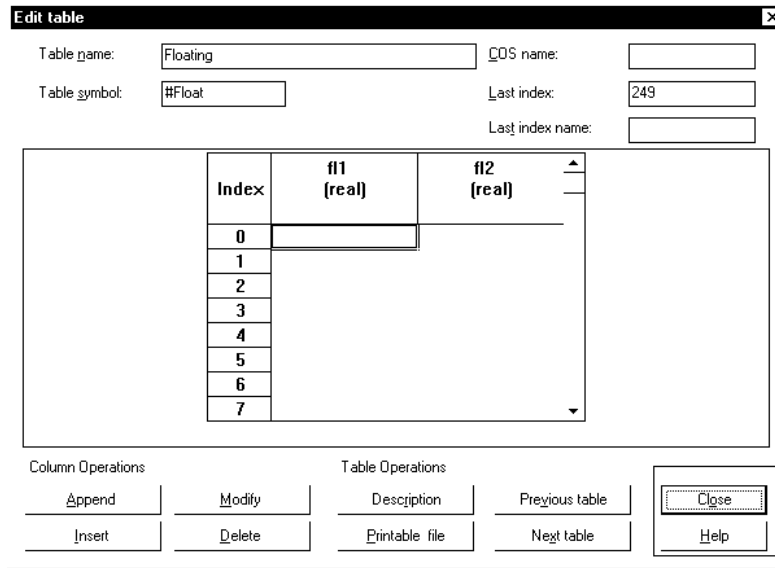 Edit table
Table name: Floating COS name:
Table symbol: #Float Last index: 249
Last index name:
Index fl1 (real) fl2 (real)
0
1
2
3
4
5
6
7
Column Operations Table Operations
Append Modify Description Previous table Close
Insert Delete Printable file Next table Help